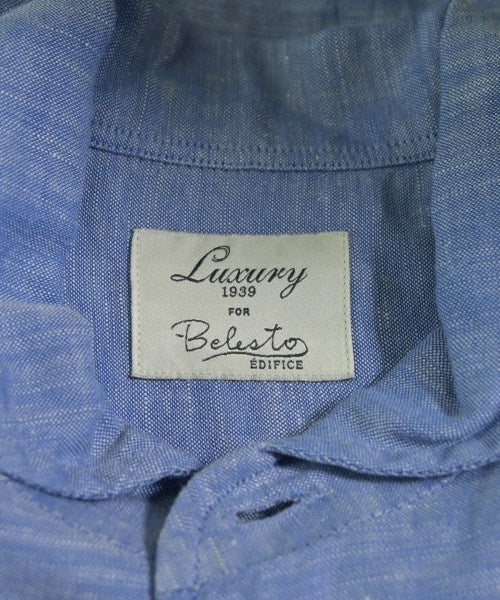 Luxury
1939
FOR
Belesto
ÉDIFICE